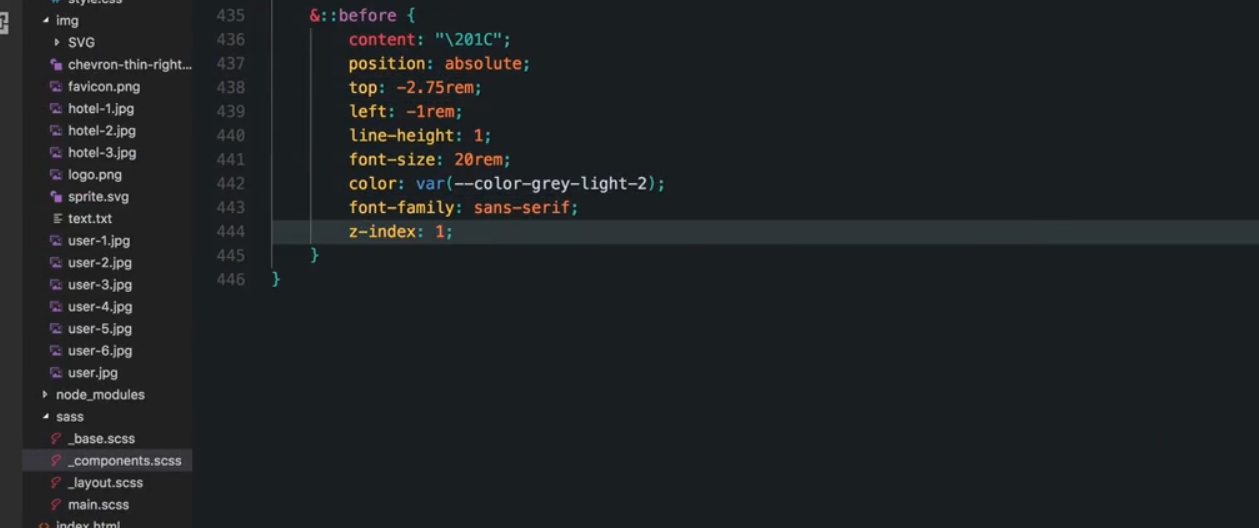 style.css
img
SVG
chevron-thin-right...
favicon.png
hotel-1.jpg
hotel-2.jpg
hotel-3.jpg
logo.png
sprite.svg
text.txt
user-1.jpg
user-2.jpg
user-3.jpg
user-4.jpg
user-5.jpg
user-6.jpg
user.jpg
node_modules
sass
_base.scss
_components.scss
_layout.scss
main.scss
index.html
435 &::before {
436 content: "\201C";
437 position: absolute;
438 top: -2.75rem;
439 left: -1rem;
440 line-height: 1;
441 font-size: 20rem;
442 color: var(--color-grey-light-2);
443 font-family: sans-serif;
444 z-index: 1;
445 }
446 }